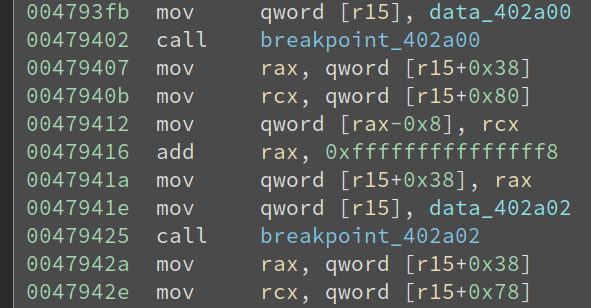 004793fb mov qword [r15], data_402a00
00479402 call breakpoint_402a00
00479407 mov rax, qword [r15+0x38]
0047940b mov rcx, qword [r15+0x80]
00479412 mov qword [rax-0x8], rcx
00479416 add rax, 0xfffffffffffffff8
0047941a mov qword [r15+0x38], rax
0047941e mov qword [r15], data_402a02
00479425 call breakpoint_402a02
0047942a mov rax, qword [r15+0x38]
0047942e mov rcx, qword [r15+0x78]